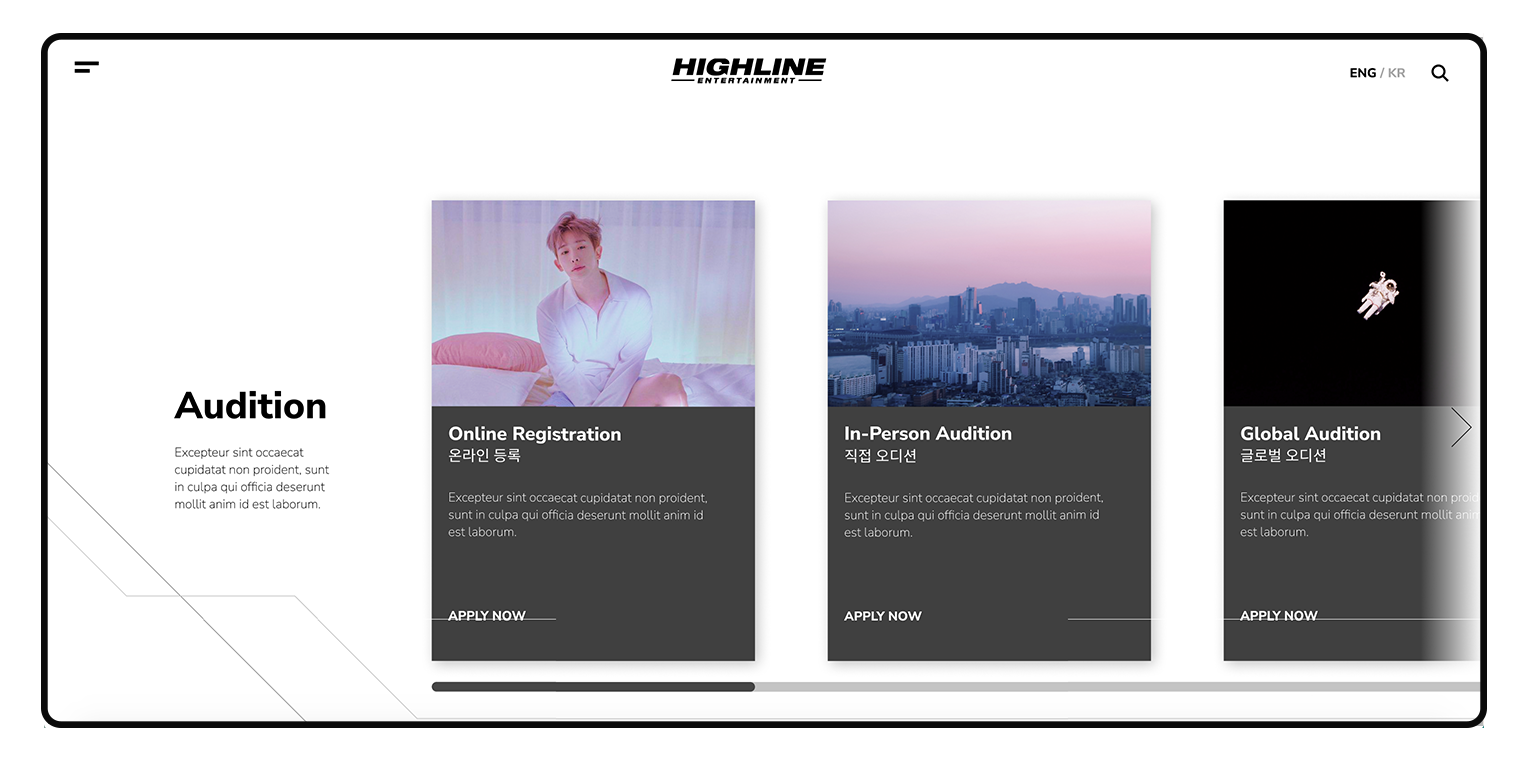 HIGHLINE
ENTERTAINMENT
ENG / KR
Audition
Excepteur sint occaecat
cupidatat non proident, sunt
in culpa qui officia deserunt
mollit anim id est laborum.
Online Registration
온라인 등록
Excepteur sint occaecat cupidatat non proident,
sunt in culpa qui officia deserunt mollit anim id
est laborum.
APPLY NOW
In-Person Audition
직접 오디션
Excepteur sint occaecat cupidatat non proident,
sunt in culpa qui officia deserunt mollit anim id
est laborum.
APPLY NOW
Global Audition
글로벌 오디션
Excepteur sint occaecat cupidatat non
sunt in culpa qui officia deserunt mollit anim
est laborum.
APPLY NOW